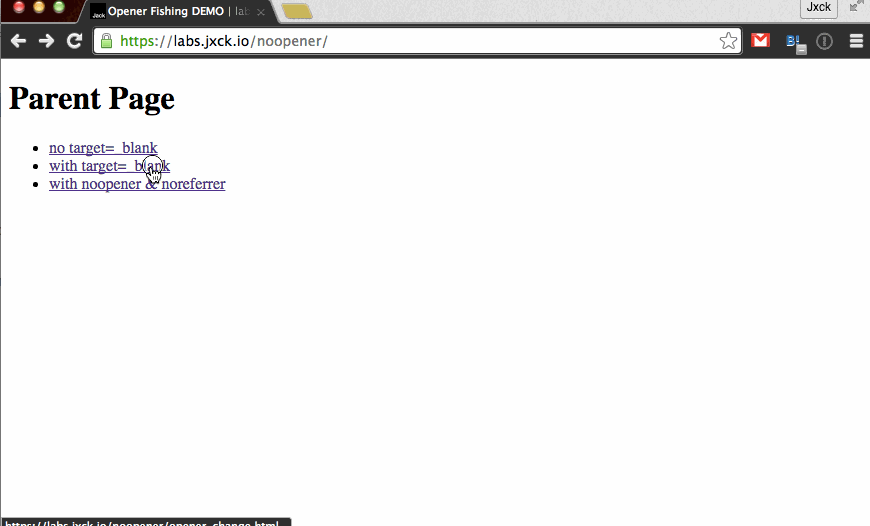 Jack Opener Fishing DEMO | lab
Jxck
https://labs.jxck.io/noopener/
B!
Parent Page
no target=_blank
with target=_blank
with noopener & noreferrer
https://labs.jxck.io/noopener/opener_change.html